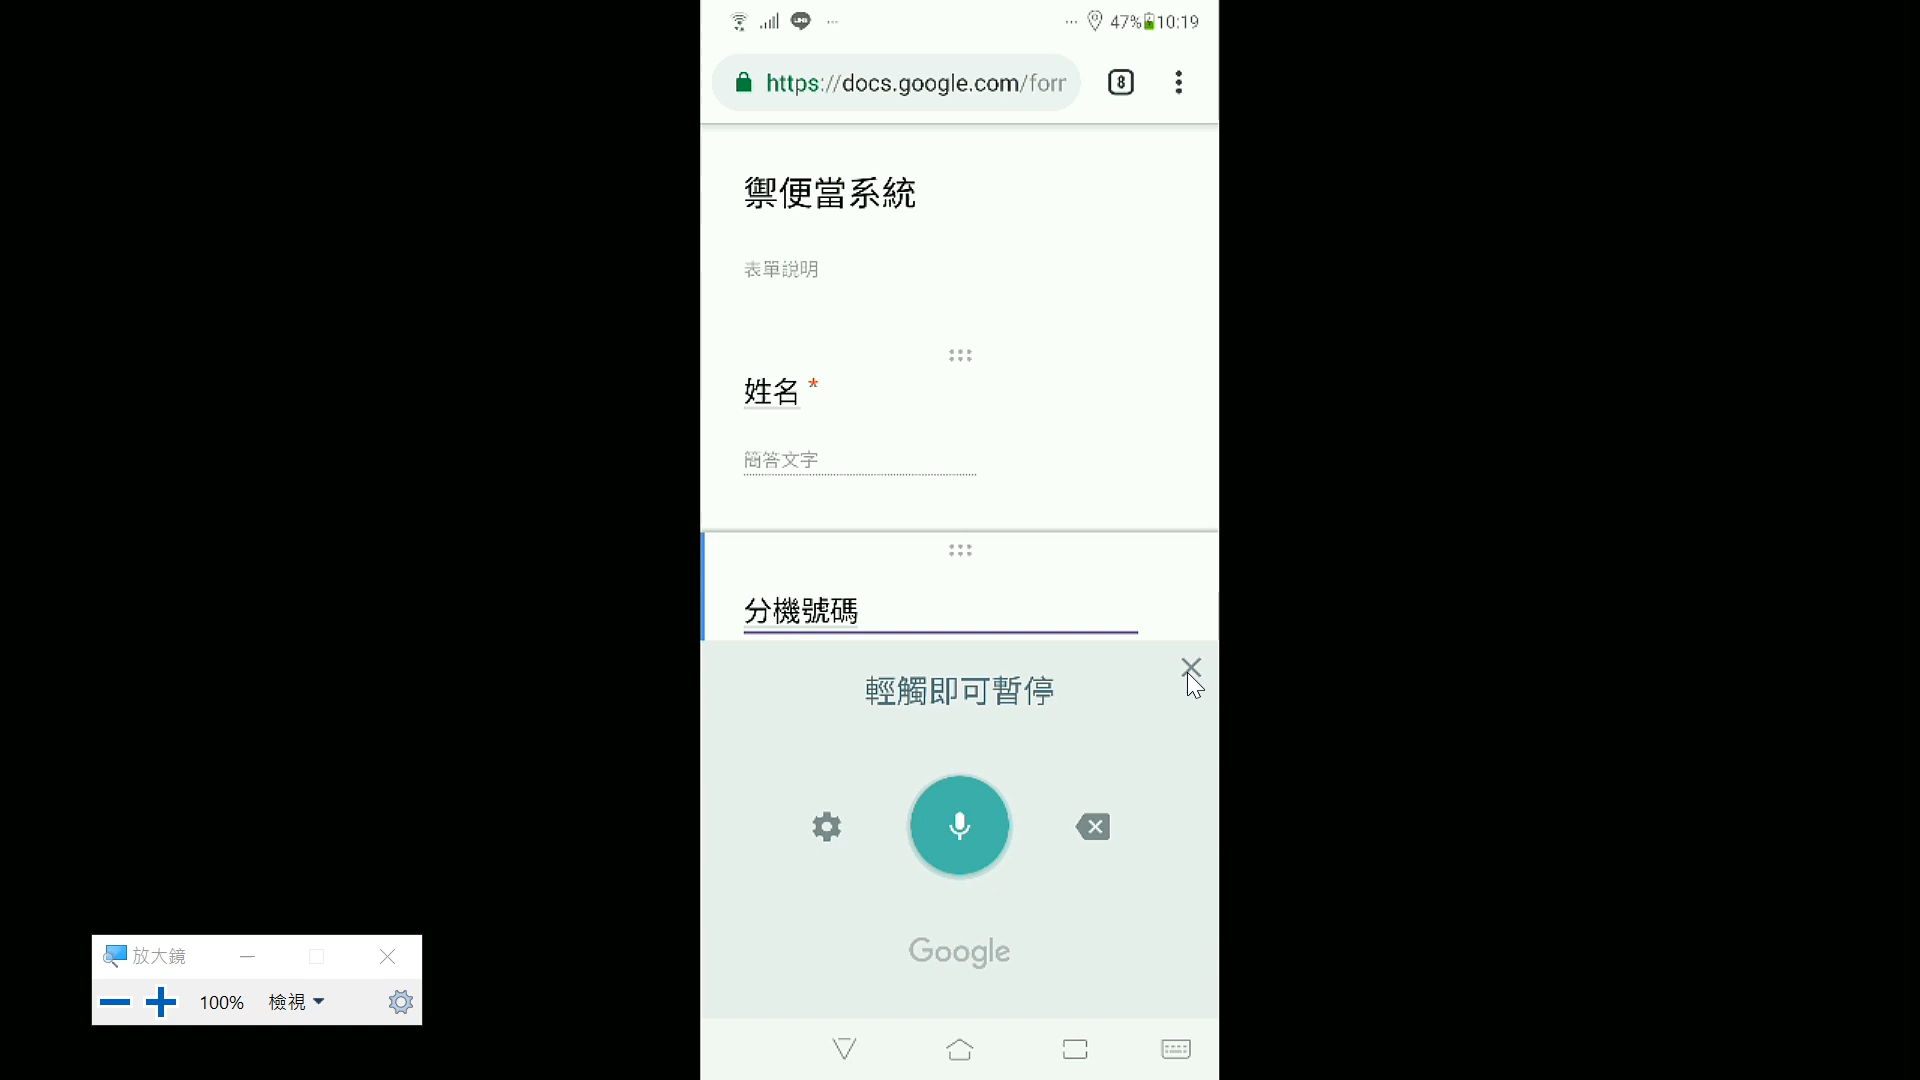 LINE
47%
10:19
https://docs.google.com/forr
8
禦便當系統
表單說明
姓名 *
簡答文字
分機號碼
輕觸即可暫停
Google
放大鏡
100% 檢視